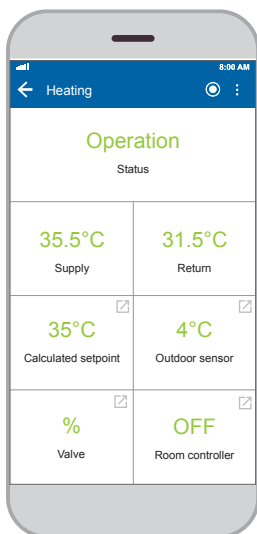 8:00 AM
Heating
Operation
Status
35.5°C
31.5°C
Supply
Return
35°C
4°C
Calculated setpoint
Outdoor sensor
%
OFF
Valve
Room controller